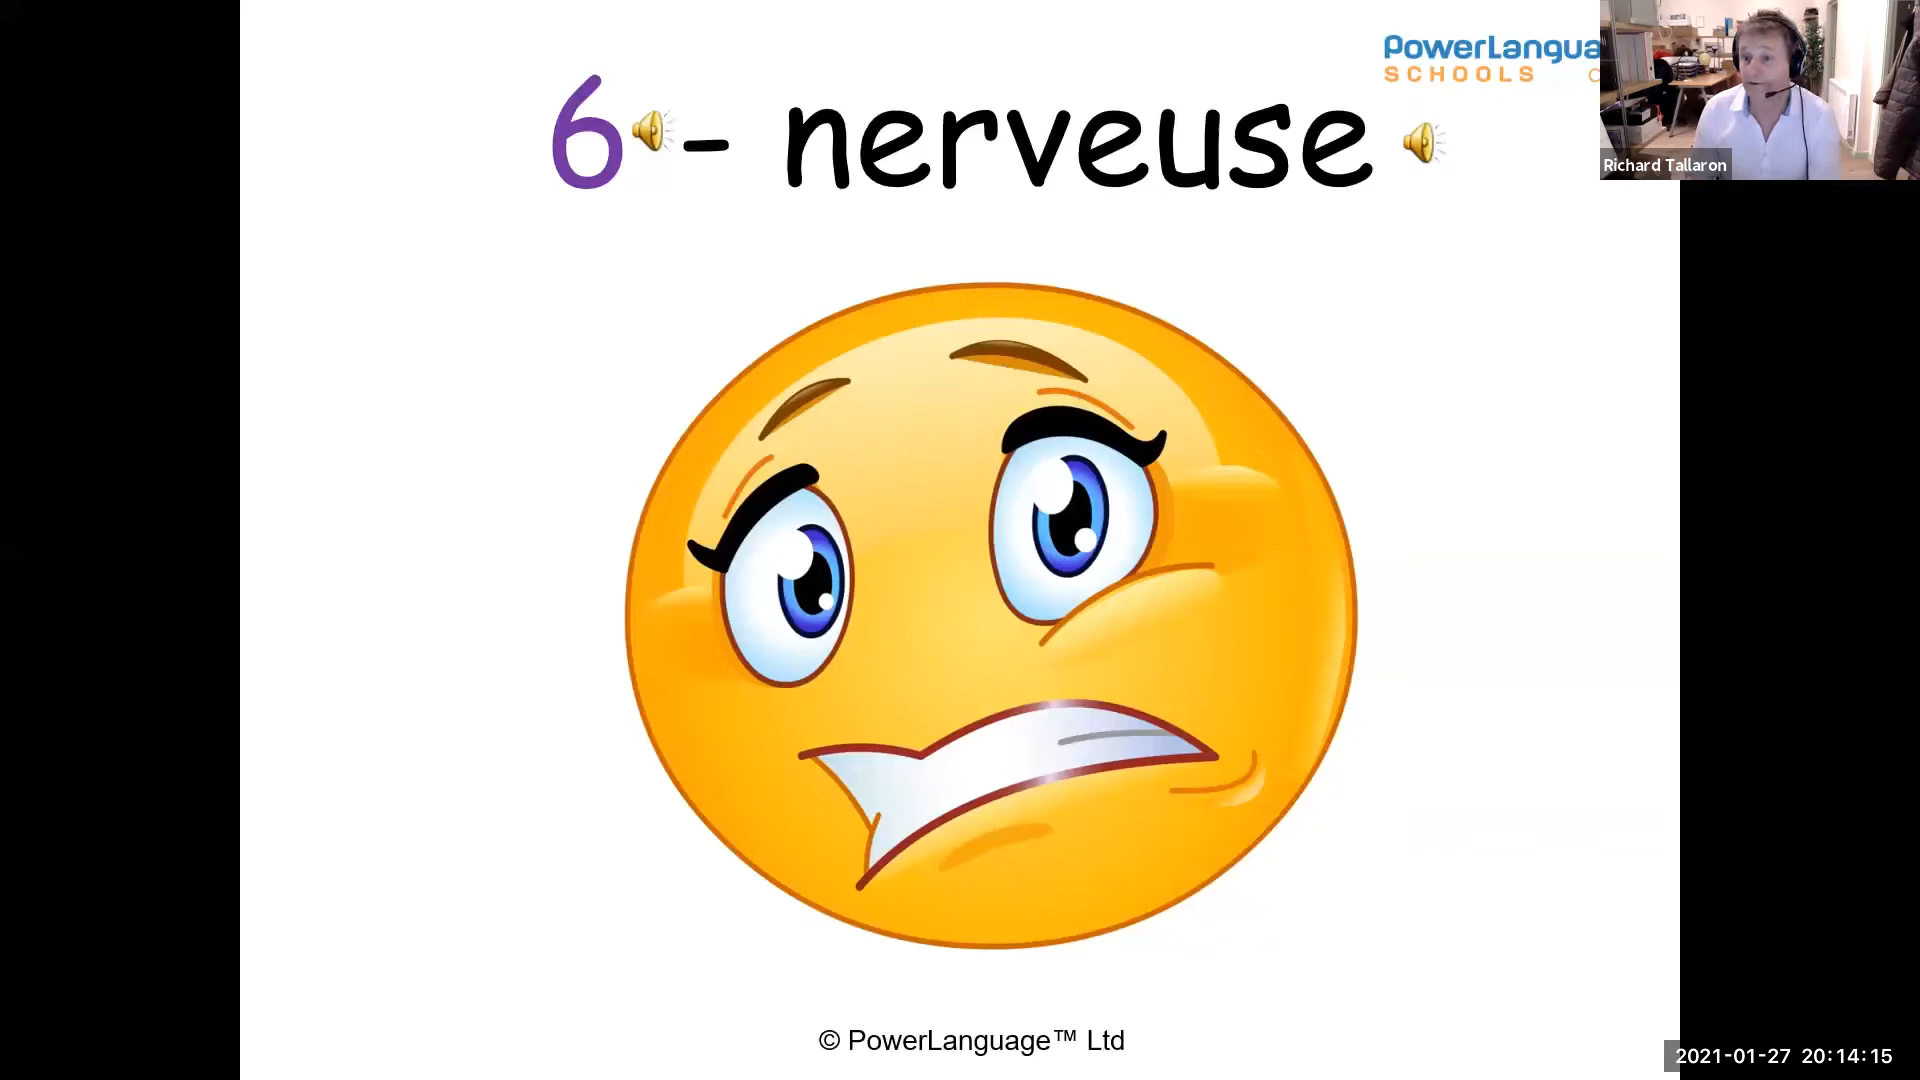 PowerLangua
SCHOOLS
6 - nerveuse
Richard Tallaron
© PowerLanguage™ Ltd
2021-01-27 20:14:15